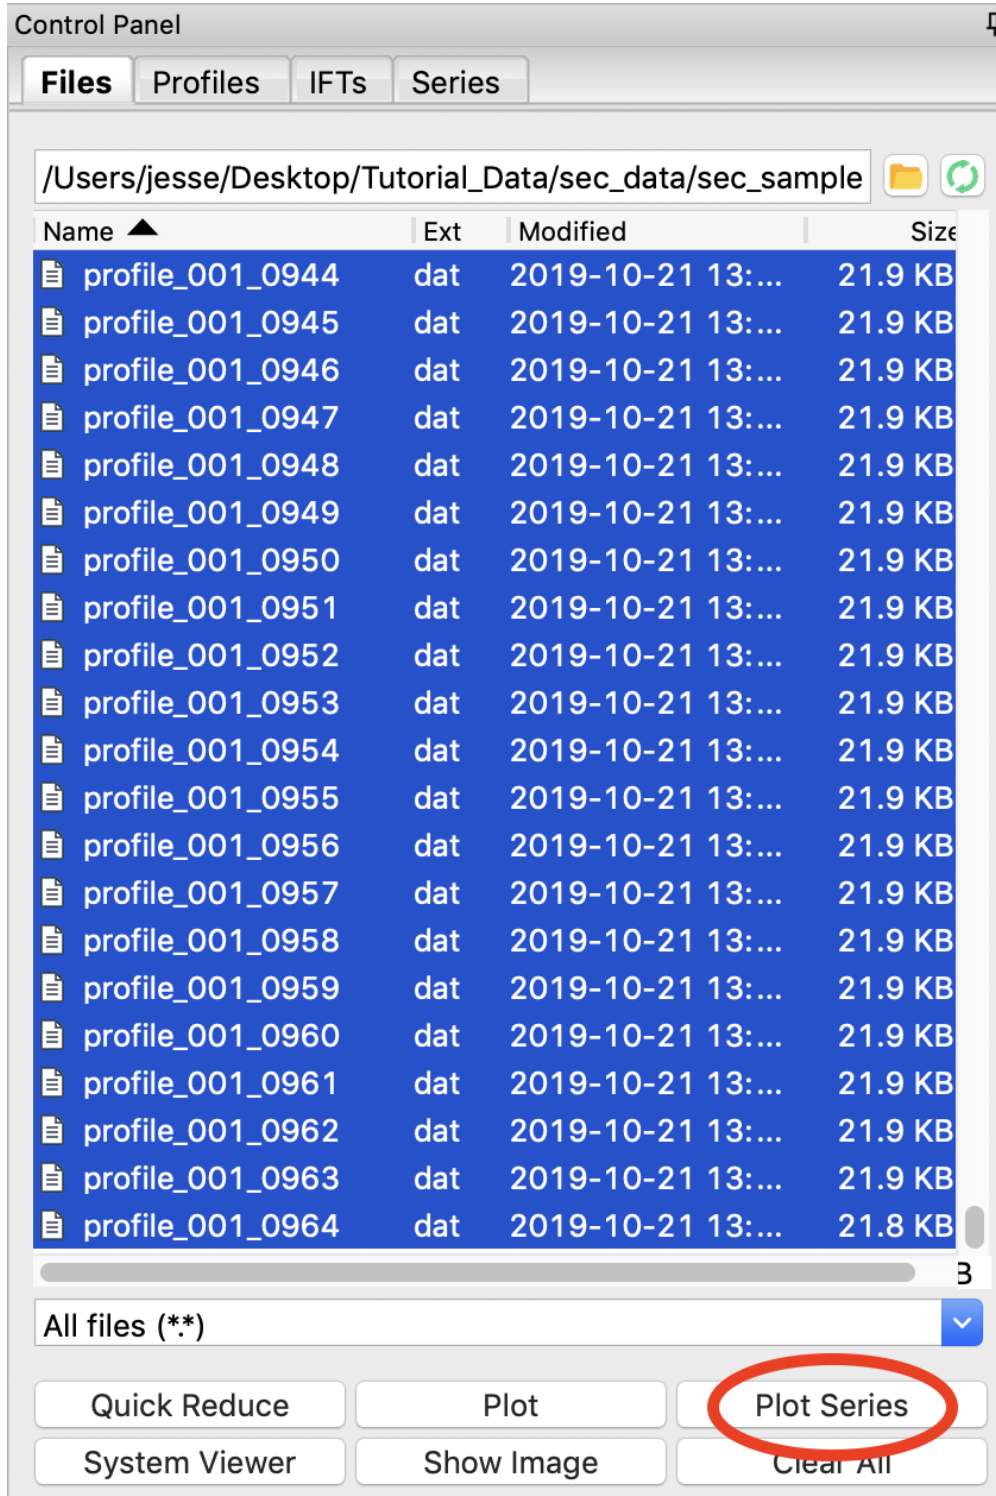 Control Panel
Files Profiles IFTs Series
/Users/jesse/Desktop/Tutorial_Data/sec_data/sec_sample
Name Ext Modified Size
profile_001_0944 dat 2019-10-21 13:... 21.9 KB
profile_001_0945 dat 2019-10-21 13:... 21.9 KB
profile_001_0946 dat 2019-10-21 13:... 21.9 KB
profile_001_0947 dat 2019-10-21 13:... 21.9 KB
profile_001_0948 dat 2019-10-21 13:... 21.9 KB
profile_001_0949 dat 2019-10-21 13:... 21.9 KB
profile_001_0950 dat 2019-10-21 13:... 21.9 KB
profile_001_0951 dat 2019-10-21 13:... 21.9 KB
profile_001_0952 dat 2019-10-21 13:... 21.9 KB
profile_001_0953 dat 2019-10-21 13:... 21.9 KB
profile_001_0954 dat 2019-10-21 13:... 21.9 KB
profile_001_0955 dat 2019-10-21 13:... 21.9 KB
profile_001_0956 dat 2019-10-21 13:... 21.9 KB
profile_001_0957 dat 2019-10-21 13:... 21.9 KB
profile_001_0958 dat 2019-10-21 13:... 21.9 KB
profile_001_0959 dat 2019-10-21 13:... 21.9 KB
profile_001_0960 dat 2019-10-21 13:... 21.9 KB
profile_001_0961 dat 2019-10-21 13:... 21.9 KB
profile_001_0962 dat 2019-10-21 13:... 21.9 KB
profile_001_0963 dat 2019-10-21 13:... 21.9 KB
profile_001_0964 dat 2019-10-21 13:... 21.8 KB
All files (*.*)
Quick Reduce Plot Plot Series
System Viewer Show Image Clear All